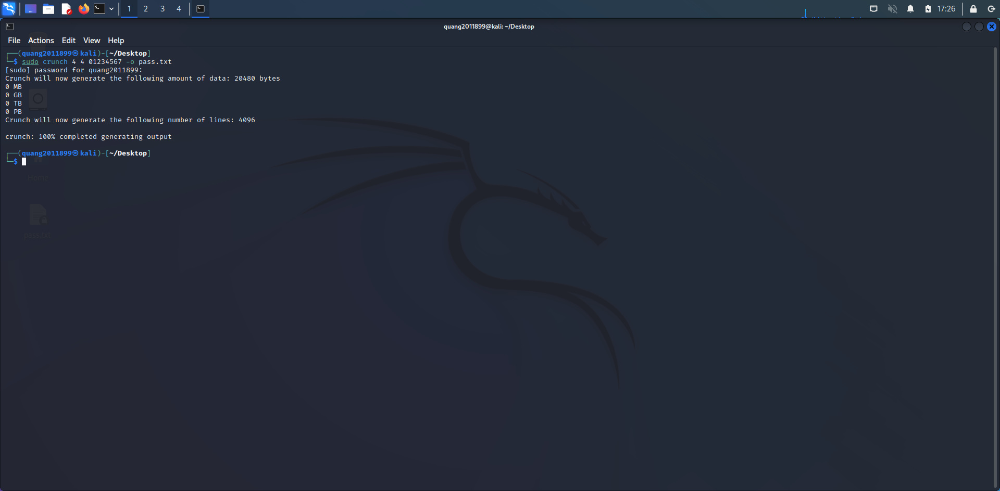 1 2 3 4 17:26
quang2011899@kali: ~/Desktop
File Actions Edit View Help
┌──(quang2011899㉿kali)-[~/Desktop]
└─$ sudo crunch 4 4 01234567 -o pass.txt
[sudo] password for quang2011899:
Crunch will now generate the following amount of data: 20480 bytes
0 MB
0 GB
0 TB
0 PB
Crunch will now generate the following number of lines: 4096
crunch: 100% completed generating output
┌──(quang2011899㉿kali)-[~/Desktop]
└─$
Home
pass.txt